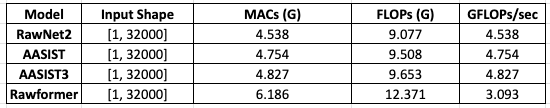 Model Input Shape MACs (G) FLOPs (G) GFLOPs/sec
RawNet2 [1, 32000] 4.538 9.077 4.538
AASIST [1, 32000] 4.754 9.508 4.754
AASIST3 [1, 32000] 4.827 9.653 4.827
Rawformer [1, 32000] 6.186 12.371 3.093